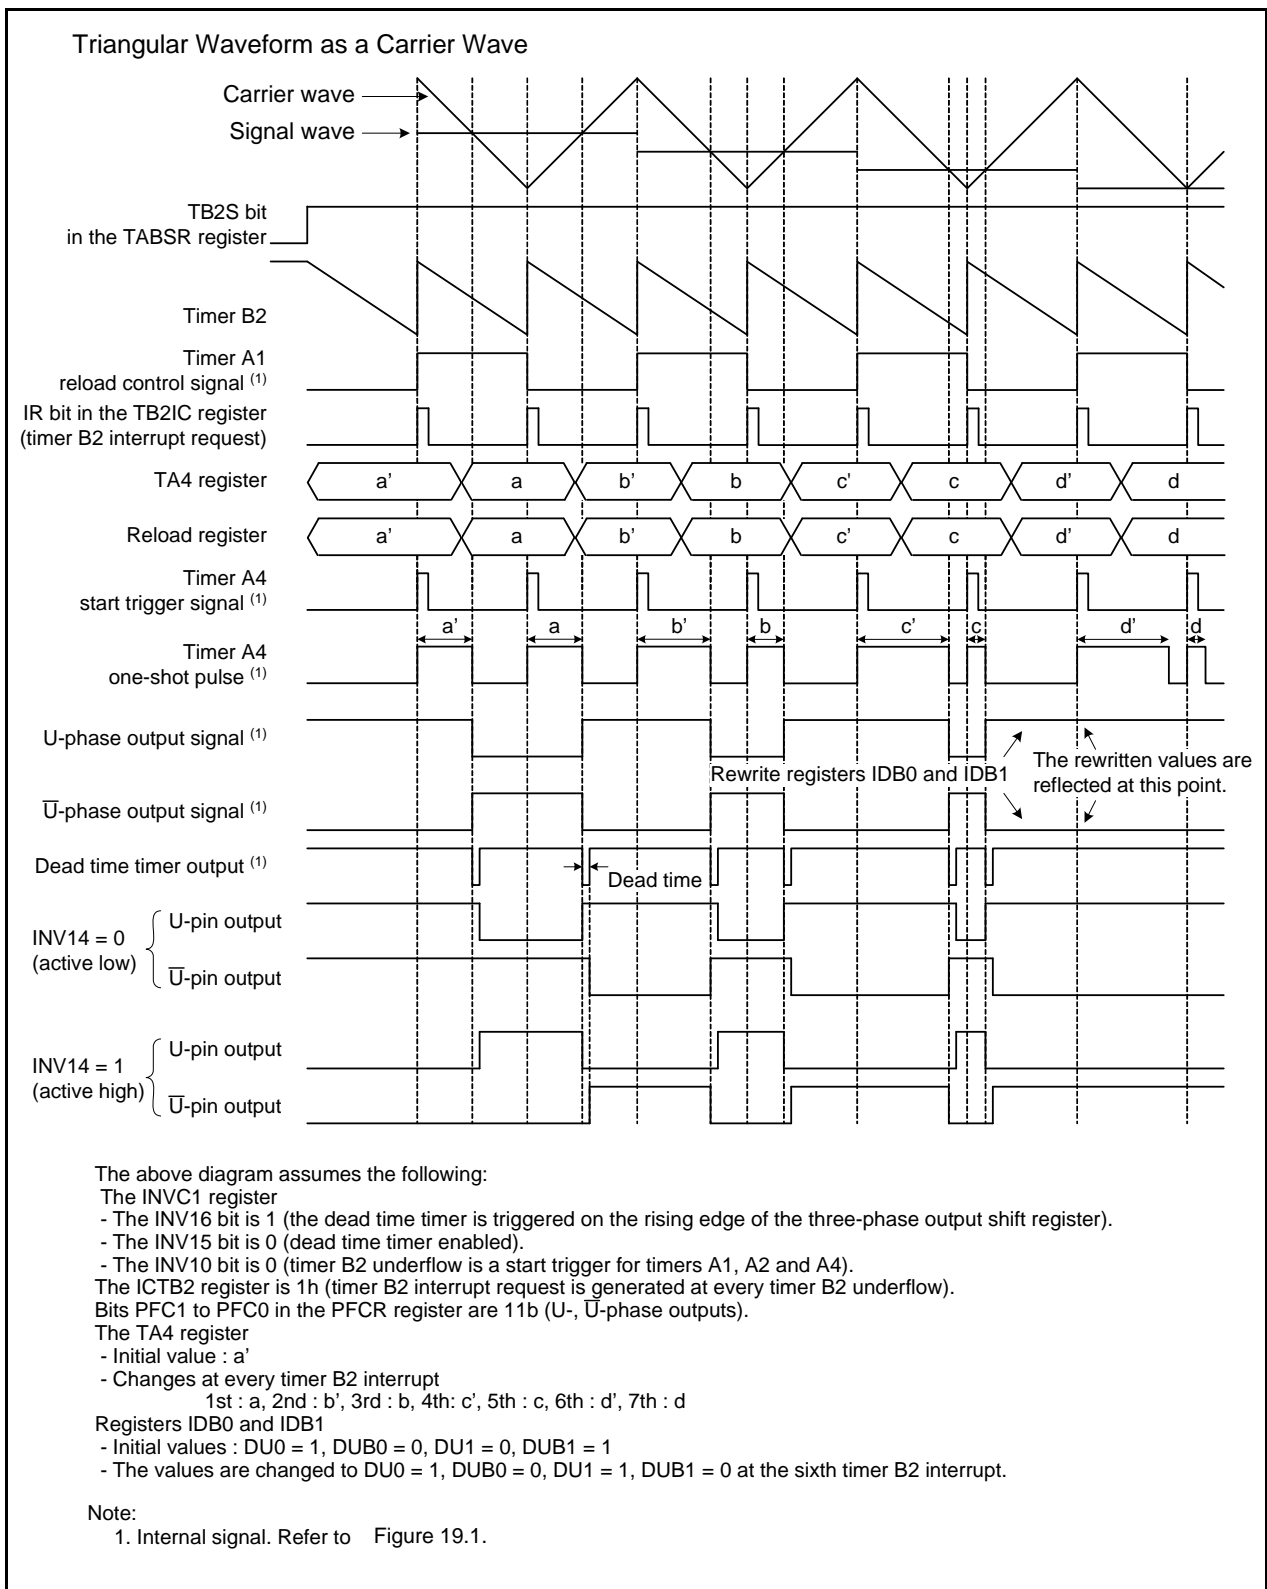 Triangular Waveform as a Carrier Wave
Carrier wave
Signal wave
TB2S bit
in the TABSR register
Timer B2
Timer A1
reload control signal (1)
IR bit in the TB2IC register
(timer B2 interrupt request)
TA4 register
a’ a b’ b c' c d’ d
Reload register
a’ a b’ b c’ c d’ d
Timer A4
start trigger signal (1)
a’ a b’ b c’ c d’ d
Timer A4
one-shot pulse (1)
U-phase output signal (1)
Rewrite registers IDB0 and IDB1
The rewritten values are
reflected at this point.
U̅-phase output signal (1)
Dead time timer output (1)
Dead time
INV14 = 0
(active low)
U-pin output
U̅-pin output
INV14 = 1
(active high)
U-pin output
U̅-pin output
The above diagram assumes the following:
The INVC1 register
- The INV16 bit is 1 (the dead time timer is triggered on the rising edge of the three-phase output shift register).
- The INV15 bit is 0 (dead time timer enabled).
- The INV10 bit is 0 (timer B2 underflow is a start trigger for timers A1, A2 and A4).
The ICTB2 register is 1h (timer B2 interrupt request is generated at every timer B2 underflow).
Bits PFC1 to PFC0 in the PFCR register are 11b (U-, U̅-phase outputs).
The TA4 register
- Initial value : a’
- Changes at every timer B2 interrupt
1st : a, 2nd : b’, 3rd : b, 4th: c’, 5th : c, 6th : d’, 7th : d
Registers IDB0 and IDB1
- Initial values : DU0 = 1, DUB0 = 0, DU1 = 0, DUB1 = 1
- The values are changed to DU0 = 1, DUB0 = 0, DU1 = 1, DUB1 = 0 at the sixth timer B2 interrupt.
Note:
1. Internal signal. Refer to Figure 19.1.